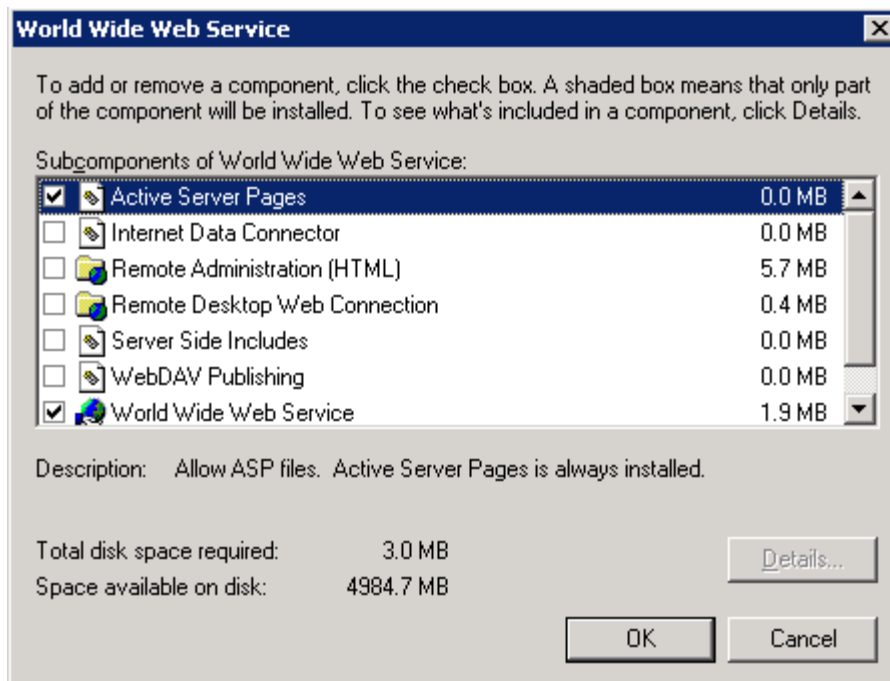 World Wide Web Service
To add or remove a component, click the check box. A shaded box means that only part
of the component will be installed. To see what's included in a component, click Details.
Subcomponents of World Wide Web Service:
Active Server Pages 0.0 MB
Internet Data Connector 0.0 MB
Remote Administration (HTML) 5.7 MB
Remote Desktop Web Connection 0.4 MB
Server Side Includes 0.0 MB
WebDAV Publishing 0.0 MB
World Wide Web Service 1.9 MB
Description: Allow ASP files. Active Server Pages is always installed.
Total disk space required: 3.0 MB
Details...
Space available on disk: 4984.7 MB
OK Cancel